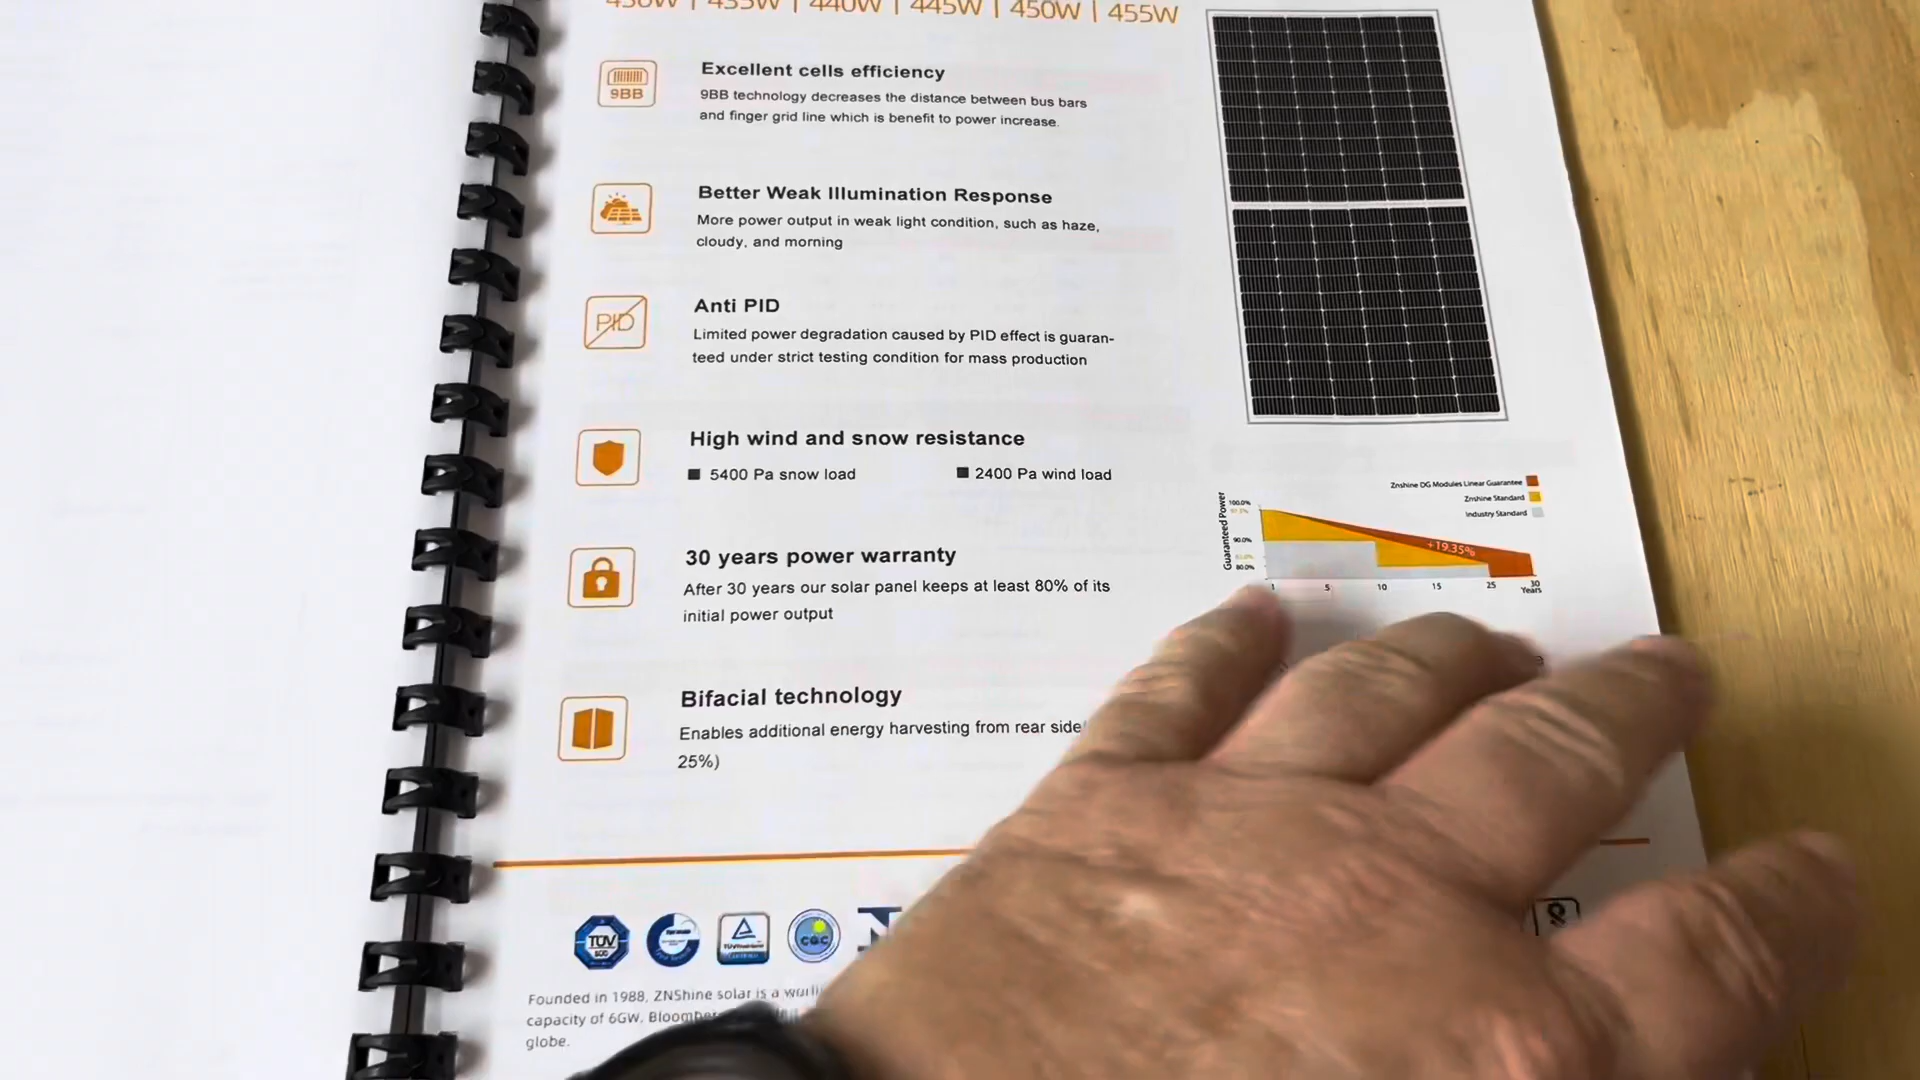 430W | 435W | 440W | 445W | 450W | 455W
9BB
Excellent cells efficiency
9BB technology decreases the distance between bus bars
and finger grid line which is benefit to power increase.
Better Weak Illumination Response
More power output in weak light condition, such as haze,
cloudy, and morning
PID
Anti PID
Limited power degradation caused by PID effect is guaran-
teed under strict testing condition for mass production
High wind and snow resistance
■ 5400 Pa snow load ■ 2400 Pa wind load
30 years power warranty
After 30 years our solar panel keeps at least 80% of its
initial power output
Bifacial technology
Enables additional energy harvesting from rear side
25%)
Znshine DG Modules Linear Guarantee
Znshine Standard
Industry Standard
Guaranteed Power
100.0%
90.0%
80.0%
+19.35%
1 5 10 15 25 30
Years
TÜV
CGC
Founded in 1988, ZNShine solar is a
capacity of 6GW. 
globe.